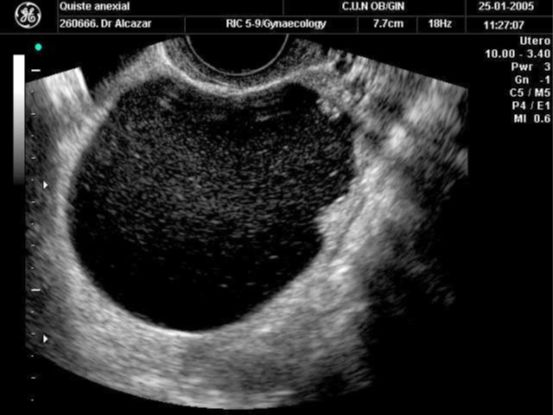 Quiste anexial C.U.N OB/GIN 25-01-2005
260666. Dr Alcazar RIC 5-9/Gynaecology 7.7cm 18Hz 11:27:07
Utero
10.00 - 3.40
Pwr 3
Gn -1
C5 / M5
P4 / E1
MI 0.6